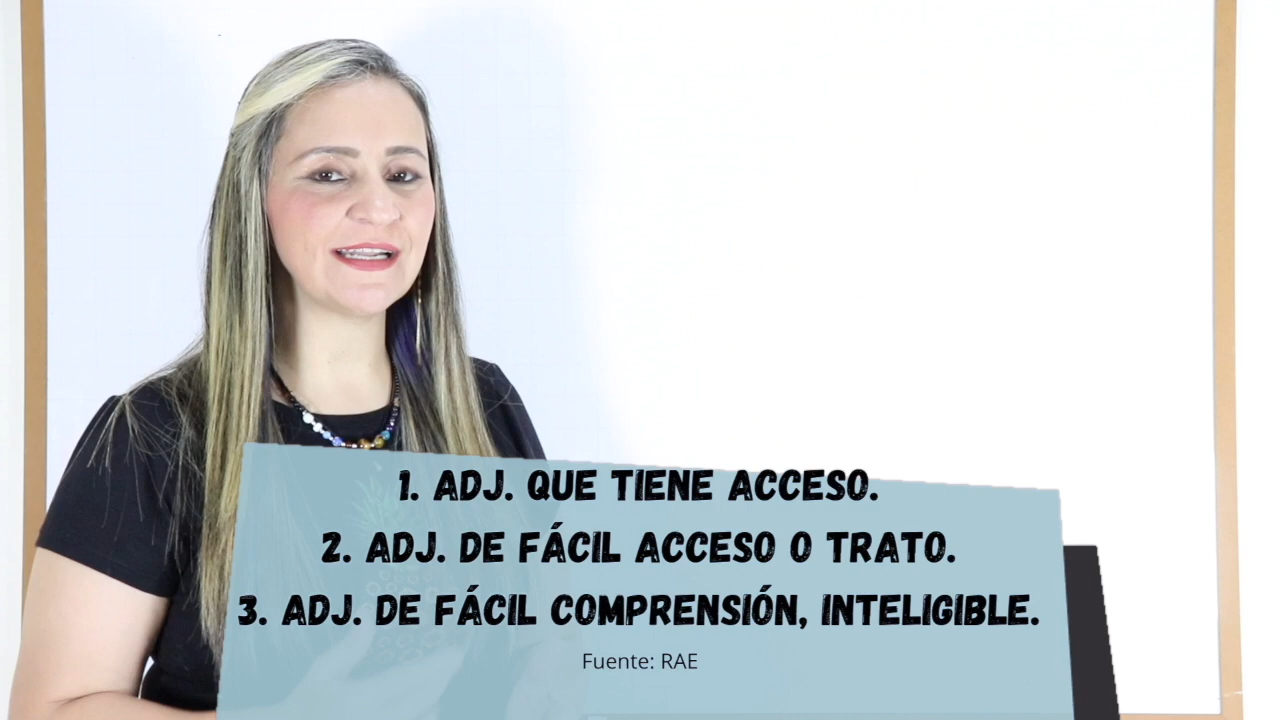 1. ADJ. QUE TIENE ACCESO.
2. ADJ. DE FÁCIL ACCESO O TRATO.
3. ADJ. DE FÁCIL COMPRENSIÓN, INTELIGIBLE.
Fuente: RAE